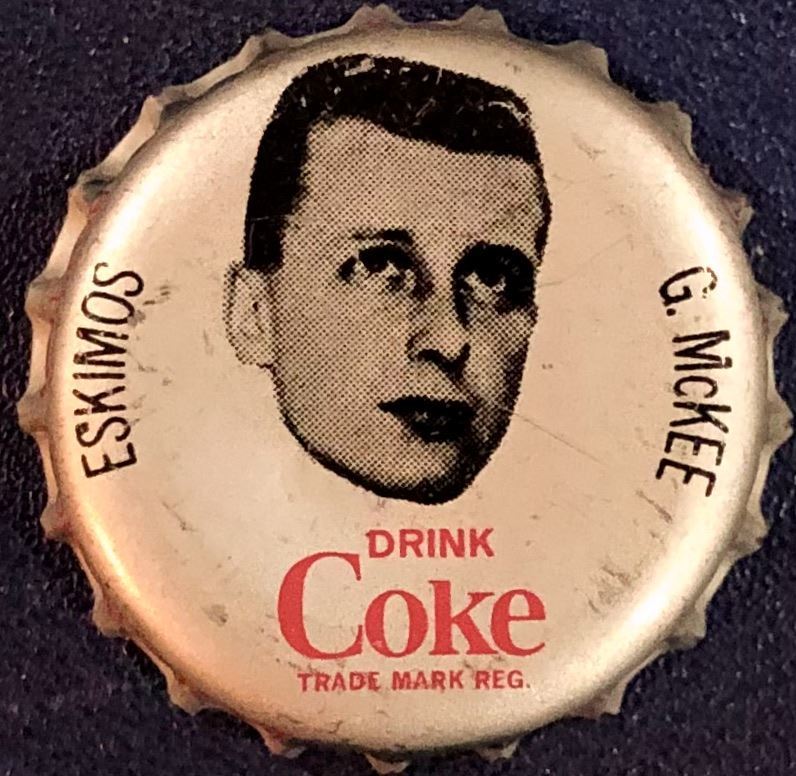 ESKIMOS
G. McKEE
DRINK
Coke
TRADE MARK REG.